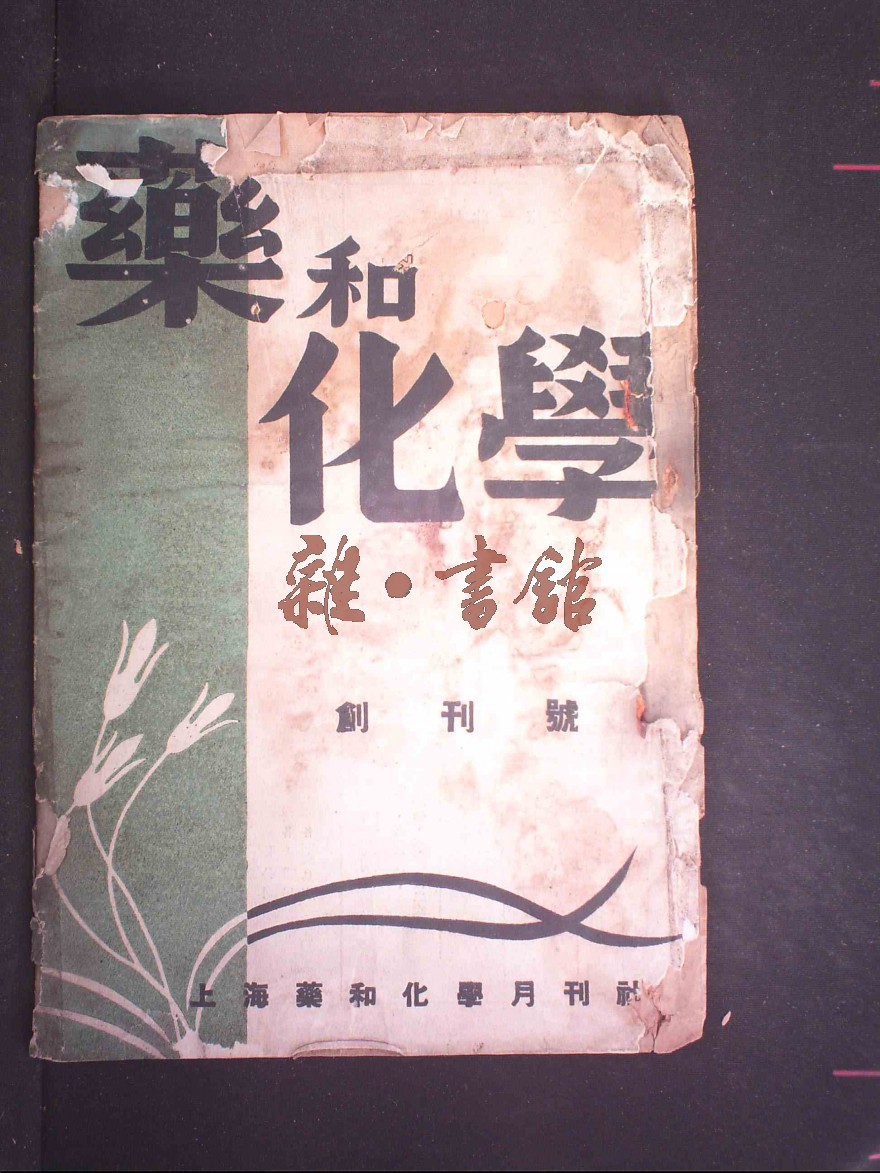 藥和
化學
雜·書館
創刊號
上海藥和化學月刊社